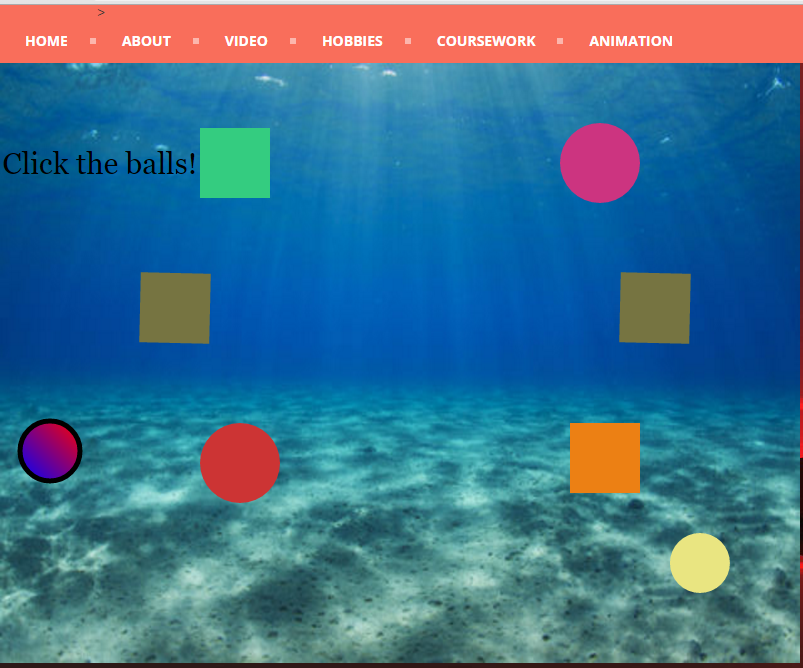 >
HOME ABOUT VIDEO HOBBIES COURSEWORK ANIMATION
Click the balls!